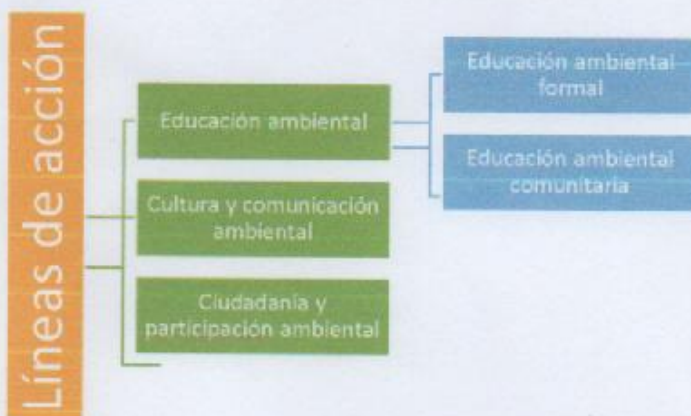 Líneas de acción
Educación ambiental
Cultura y comunicación
ambiental
Ciudadanía y
participación ambiental
Educación ambiental
formal
Educación ambiental
comunitaria